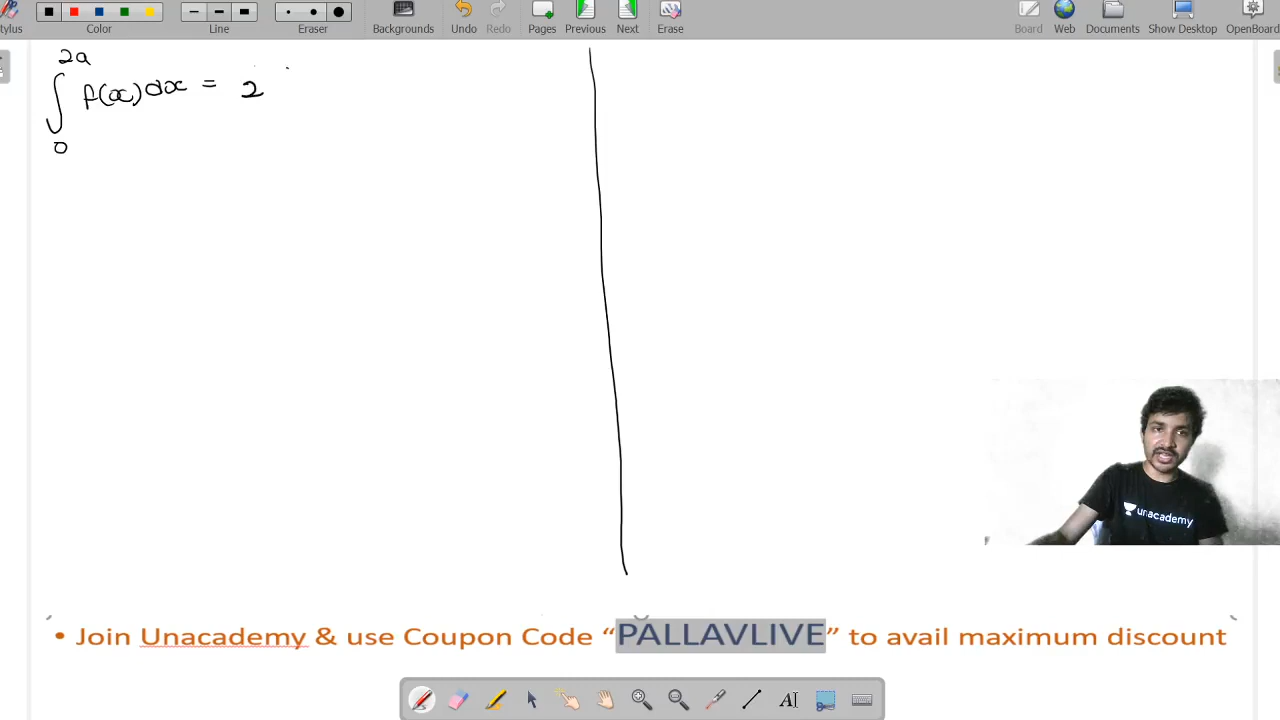 Stylus Color Line Eraser Backgrounds Undo Redo Pages Previous Next Erase Board Web Documents Show Desktop OpenBoard
2a
∫ f(x)dx = 2
0
unacademy
• Join Unacademy & use Coupon Code “PALLAVLIVE” to avail maximum discount